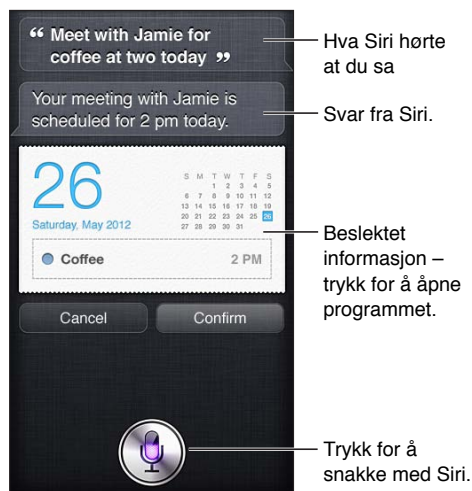 “ Meet with Jamie for
coffee at two today ”
Hva Siri hørte
at du sa
Your meeting with Jamie is
scheduled for 2 pm today.
Svar fra Siri.
26
Saturday, May 2012
S M T W T F S
1 2 3 4 5
6 7 8 9 10 11 12
13 14 15 16 17 18 19
20 21 22 23 24 25 26
27 28 29 30 31
Coffee 2 PM
Beslektet
informasjon –
trykk for å åpne
programmet.
Cancel Confirm
Trykk for å
snakke med Siri.